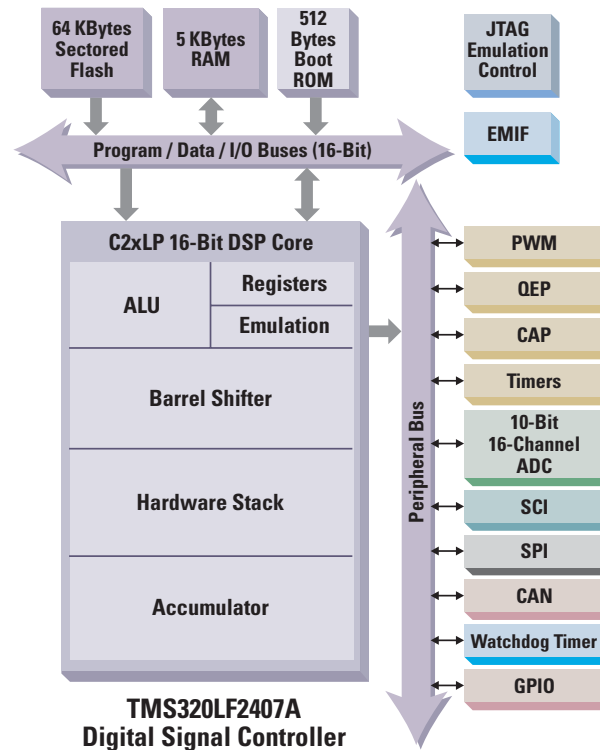 64 KBytes
Sectored
Flash
5 KBytes
RAM
512
Bytes
Boot
ROM
JTAG
Emulation
Control
EMIF
Program / Data / I/O Buses (16-Bit)
C2xLP 16-Bit DSP Core
ALU
Registers
Emulation
Barrel Shifter
Hardware Stack
Accumulator
Peripheral Bus
PWM
QEP
CAP
Timers
10-Bit
16-Channel
ADC
SCI
SPI
CAN
Watchdog Timer
GPIO
TMS320LF2407A
Digital Signal Controller